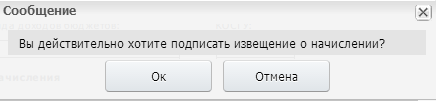 Сообщение
Вы действительно хотите подписать извещение о начислении?
Ок
Отмена